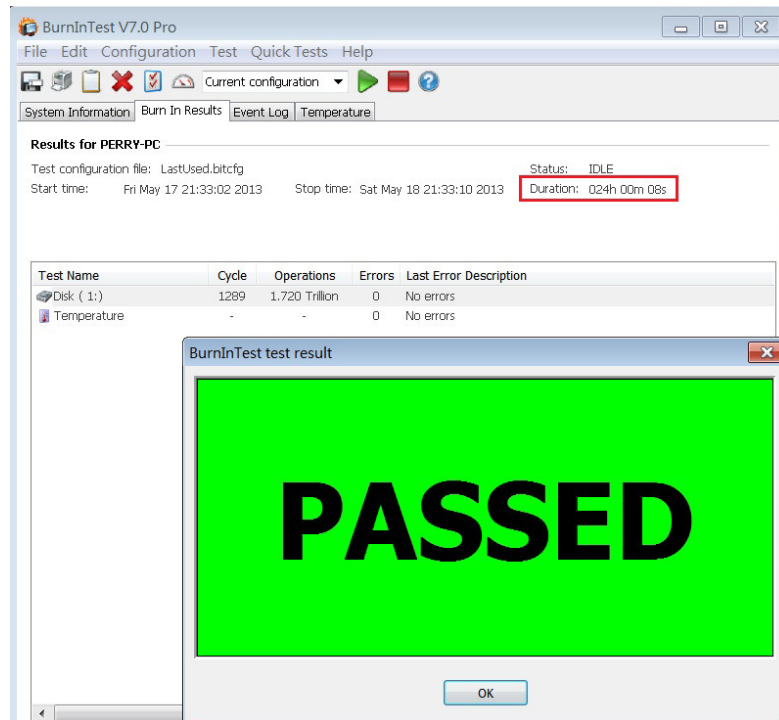 BurnInTest V7.0 Pro
File Edit Configuration Test Quick Tests Help
Current configuration
System Information Burn In Results Event Log Temperature
Results for PERRY-PC
Test configuration file: LastUsed.bitcfg Status: IDLE
Start time: Fri May 17 21:33:02 2013 Stop time: Sat May 18 21:33:10 2013 Duration: 024h 00m 08s
Test Name Cycle Operations Errors Last Error Description
Disk ( 1:) 1289 1.720 Trillion 0 No errors
Temperature - - 0 No errors
BurnInTest test result
PASSED
OK